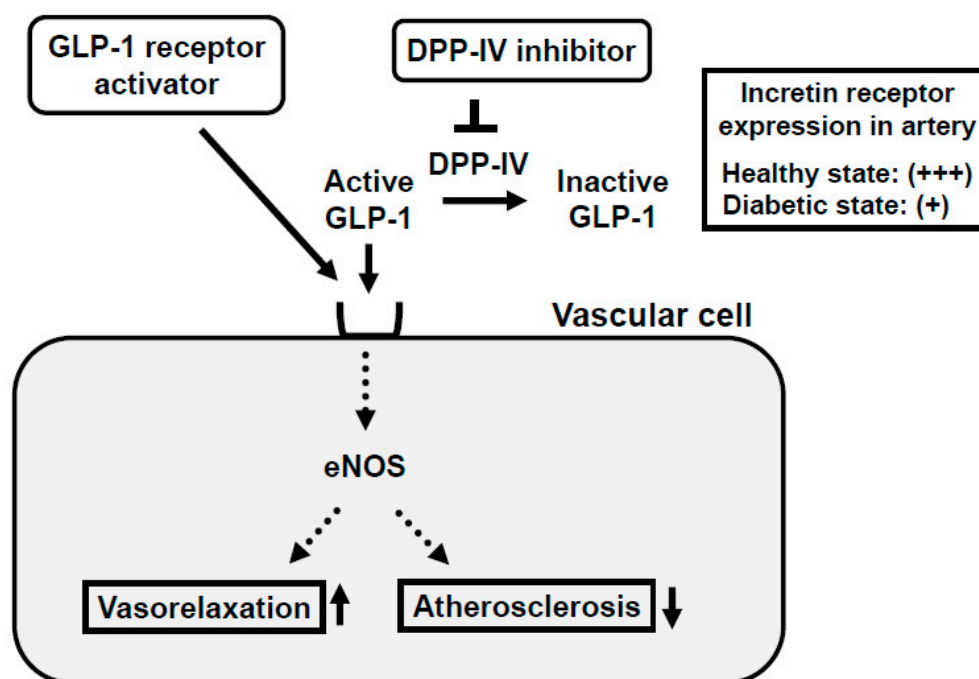 GLP-1 receptor
activator
DPP-IV inhibitor
Incretin receptor
expression in artery
Healthy state: (+++)
Diabetic state: (+)
DPP-IV
Active
GLP-1
Inactive
GLP-1
Vascular cell
eNOS
Vasorelaxation
Atherosclerosis